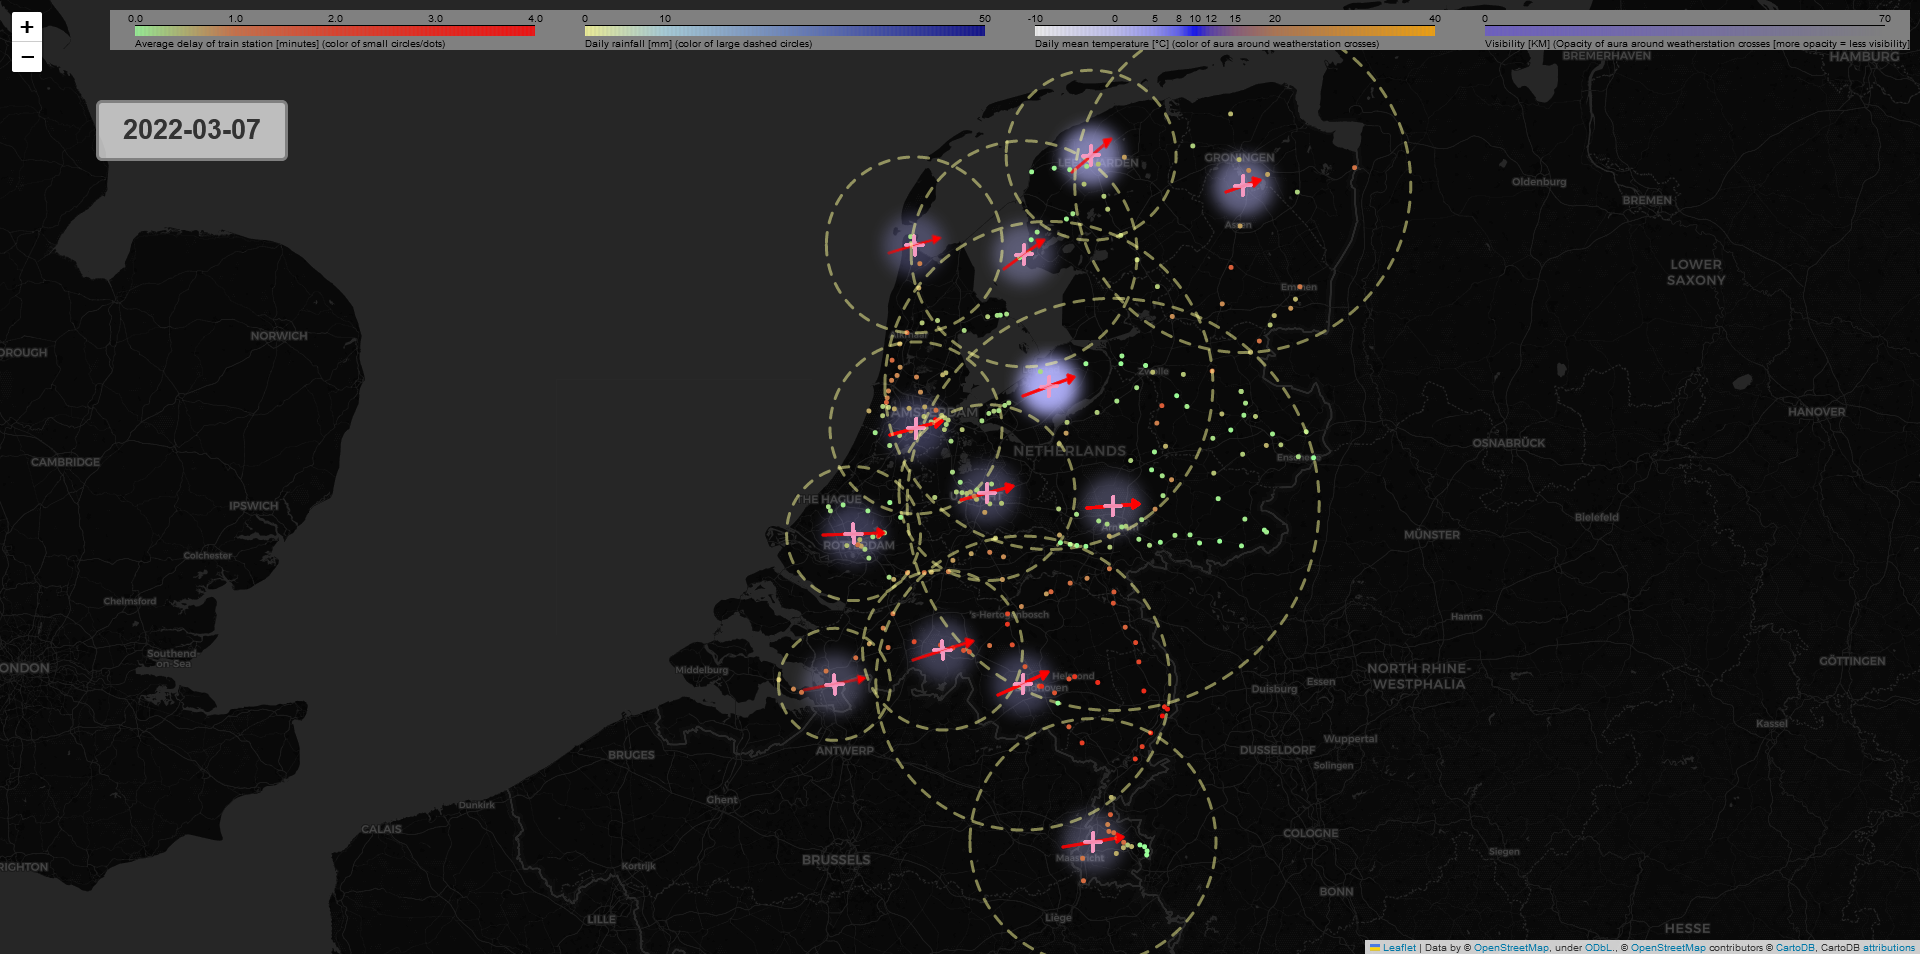 +
−
0.0 1.0 2.0 3.0 4.0
Average delay of train station [minutes] (color of small circles/dots)
0 10 50
Daily rainfall [mm] (color of large dashed circles)
-10 0 5 8 10 12 15 20 40
Daily mean temperature [°C] (color of aura around weatherstation crosses)
0 70
Visibility [KM] (Opacity of aura around weatherstation crosses [more opacity = less visibility]
2022-03-07
BREMERHAVEN
HAMBURG
GRONINGEN
Oldenburg
BREMEN
Assen
LOWER
SAXONY
Emmen
NORWICH
OROUGH
Zwolle
HANOVER
AMSTERDAM
OSNABRÜCK
NETHERLANDS
CAMBRIDGE
THE HAGUE
IPSWICH
Bielefeld
MÜNSTER
ROTTERDAM
Colchester
Chelmsford
's-Hertogenbosch
Hamm
Southend-
on Sea
ONDON
Middelburg
Helmond
NORTH RHINE-
WESTPHALIA
GÖTTINGEN
Essen
Duisburg
Kassel
Wuppertal
BRUGES
ANTWERP
DUSSELDORF
Solingen
Ghent
Dunkirk
CALAIS
COLOGNE
Siegen
BRUSSELS
Maastricht
RIGHTON
Kortrijk
BONN
LILLE
Liège
HESSE
Leaflet | Data by © OpenStreetMap, under ODbL., © OpenStreetMap contributors © CartoDB, CartoDB attributions